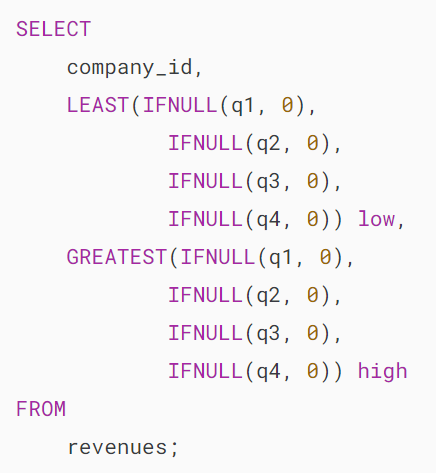 SELECT
    company_id,
    LEAST(IFNULL(q1, 0),
            IFNULL(q2, 0),
            IFNULL(q3, 0),
            IFNULL(q4, 0)) low,
    GREATEST(IFNULL(q1, 0),
            IFNULL(q2, 0),
            IFNULL(q3, 0),
            IFNULL(q4, 0)) high
FROM
    revenues;